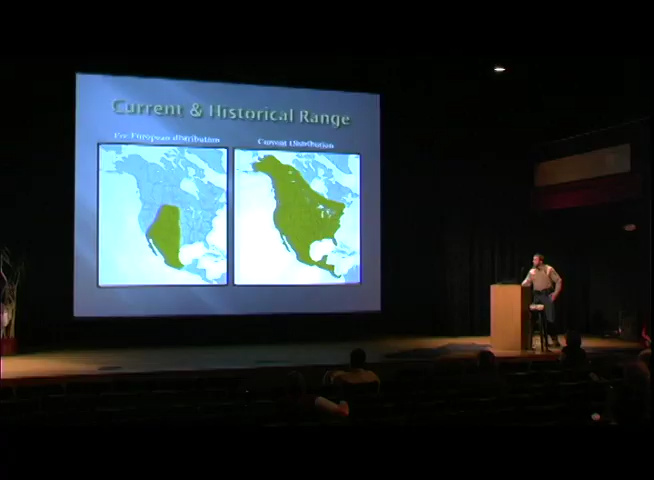 Current & Historical Range
Pre-European distribution
Current Distribution